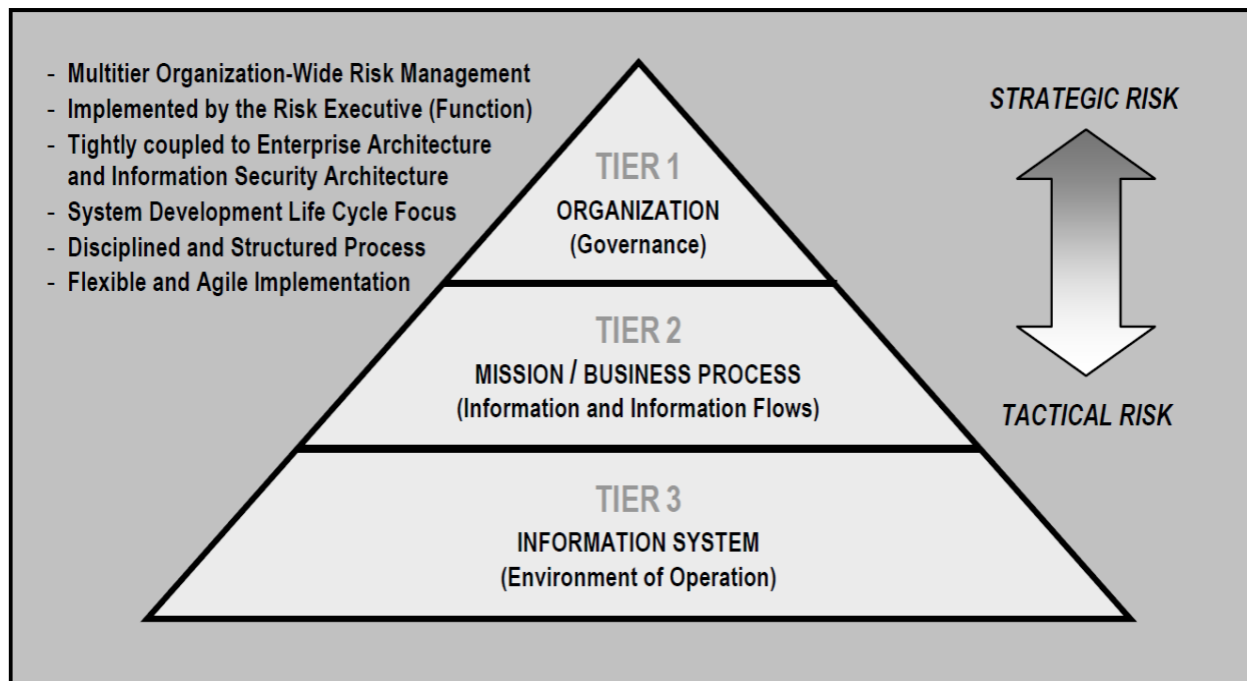 - Multitier Organization-Wide Risk Management
- Implemented by the Risk Executive (Function)
- Tightly coupled to Enterprise Architecture
and Information Security Architecture
- System Development Life Cycle Focus
- Disciplined and Structured Process
- Flexible and Agile Implementation
TIER 1
ORGANIZATION
(Governance)
TIER 2
MISSION / BUSINESS PROCESS
(Information and Information Flows)
TIER 3
INFORMATION SYSTEM
(Environment of Operation)
STRATEGIC RISK
TACTICAL RISK